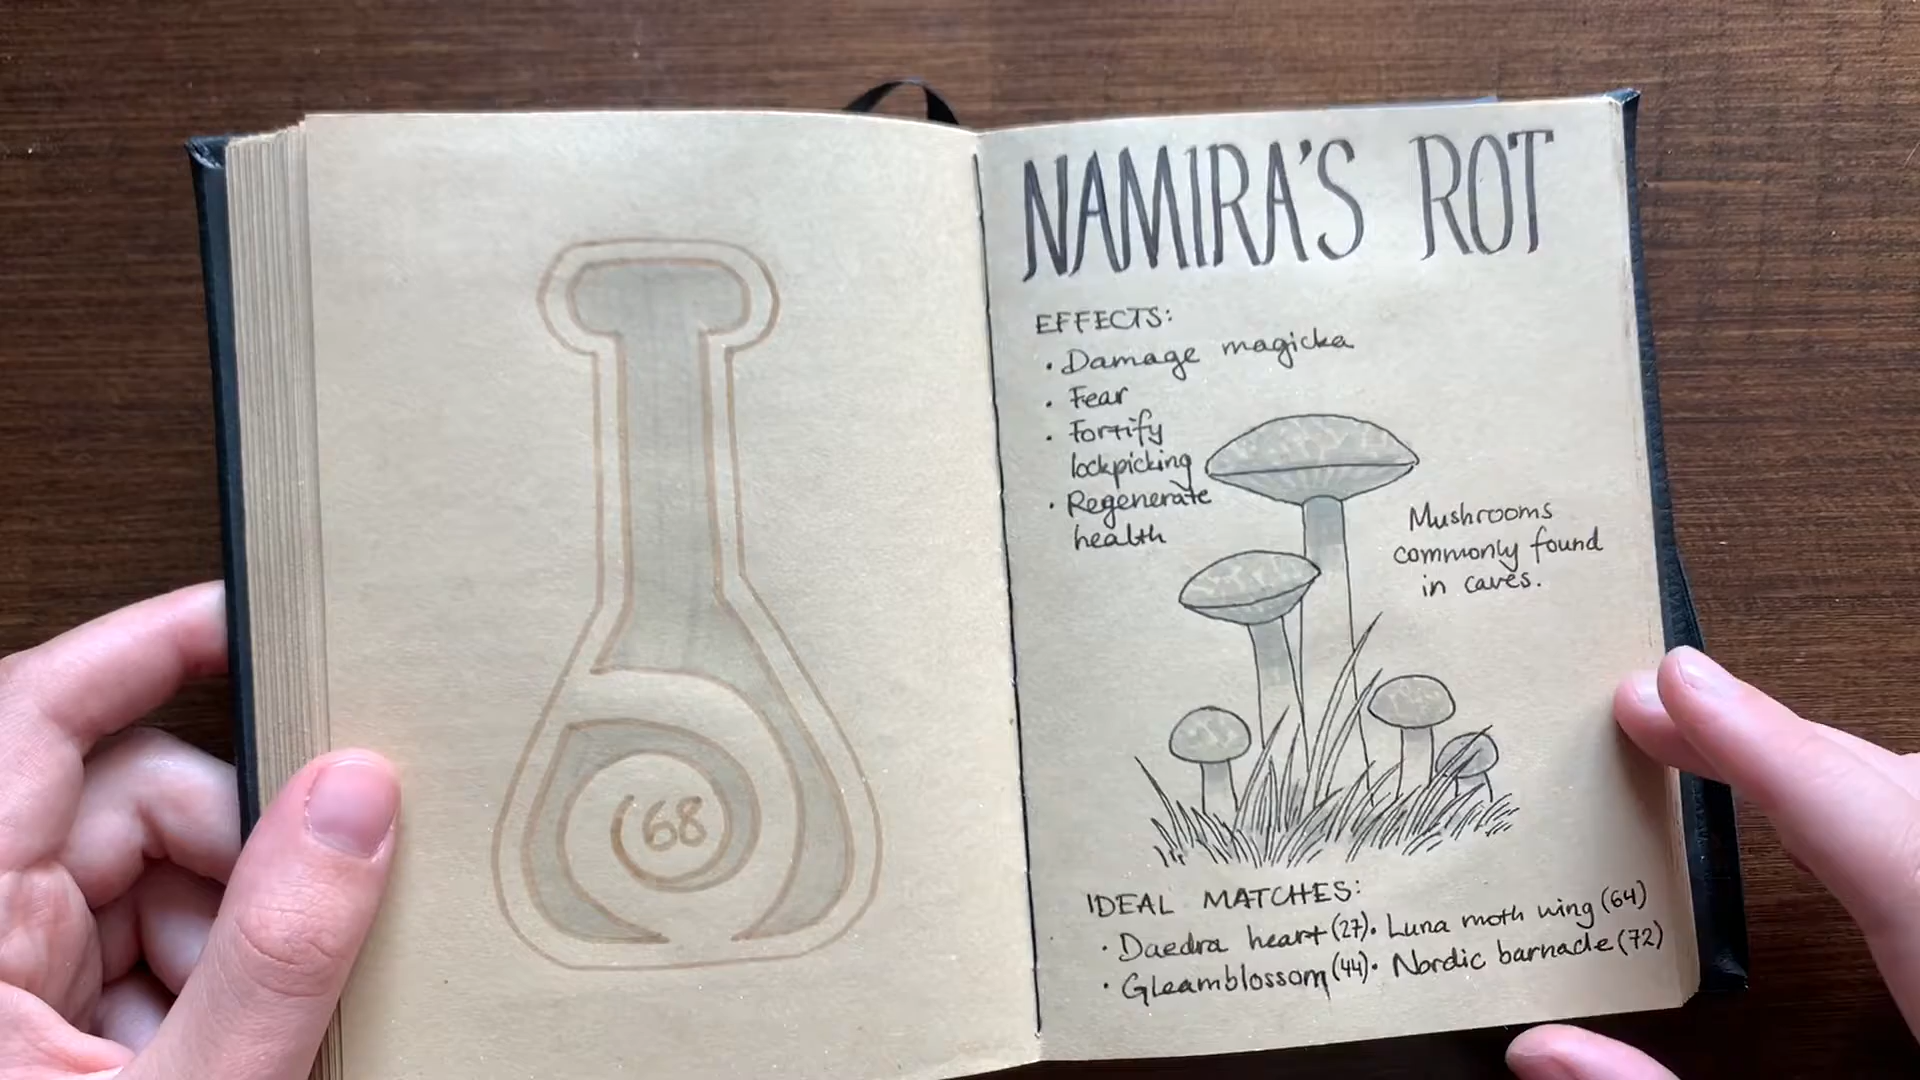 68
NAMIRA'S ROT
EFFECTS:
• Damage magicka
• Fear
• Fortify
lockpicking
• Regenerate
health
Mushrooms
commonly found
in caves.
IDEAL MATCHES:
• Daedra heart (27) • Luna moth wing (64)
• Gleamblossom (44) • Nordic barnacle (72)